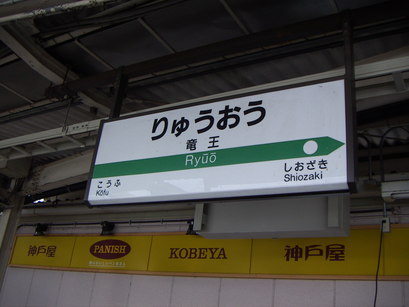 りゅうおう
竜王
Ryūō
こうふ
Kōfu
しおざき
Shiozaki
神戸屋
PANISH
KOBEYA
神戸屋